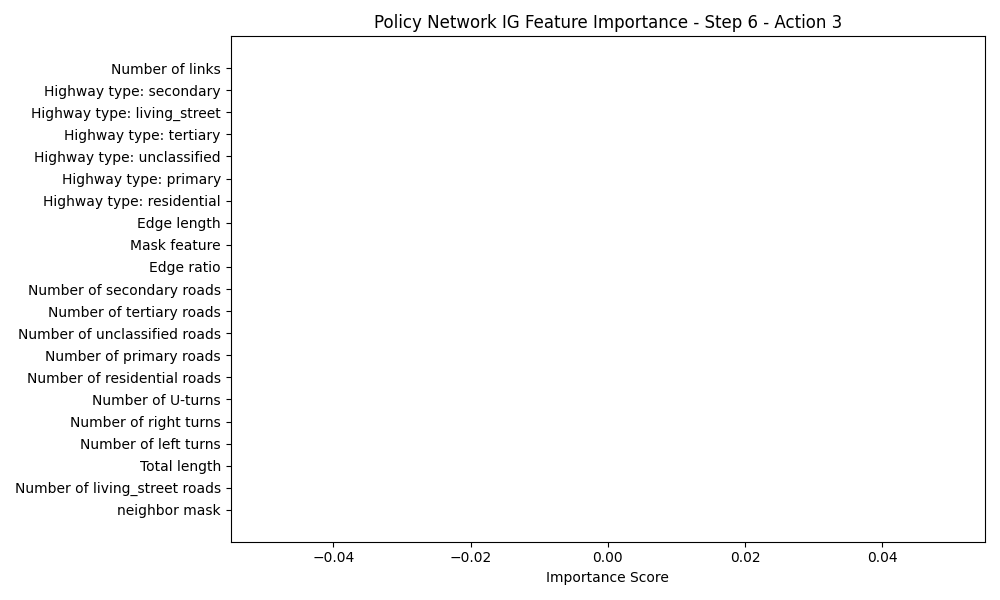 Policy Network IG Feature Importance - Step 6 - Action 3
Number of links
Highway type: secondary
Highway type: living_street
Highway type: tertiary
Highway type: unclassified
Highway type: primary
Highway type: residential
Edge length
Mask feature
Edge ratio
Number of secondary roads
Number of tertiary roads
Number of unclassified roads
Number of primary roads
Number of residential roads
Number of U-turns
Number of right turns
Number of left turns
Total length
Number of living_street roads
neighbor mask
−0.04 −0.02 0.00 0.02 0.04
Importance Score